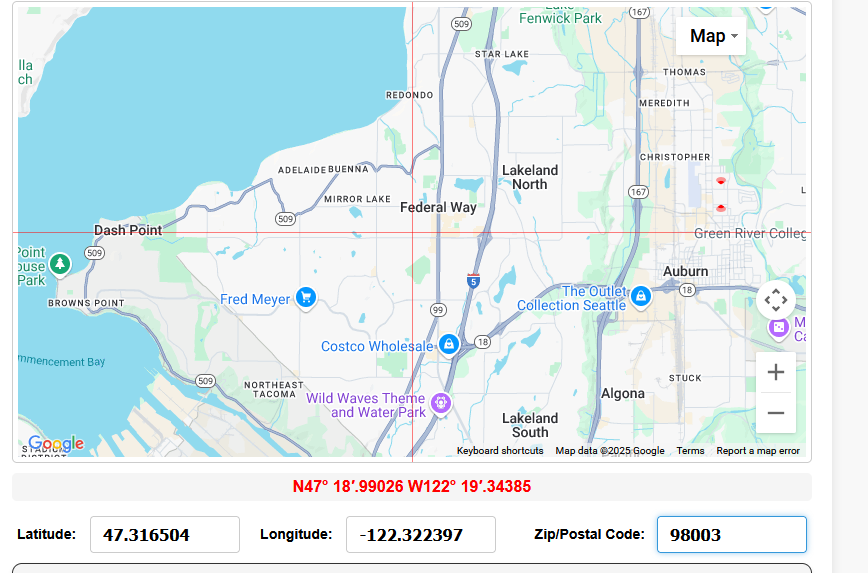 Lake
Fenwick Park
509
167
Map
STAR LAKE
lla
ch
THOMAS
REDONDO
MEREDITH
CHRISTOPHER
ADELAIDE BUENNA
Lakeland
North
MIRROR LAKE
167
L
Federal Way
509
Dash Point
Green River Colleg
509
Point
ouse
Park
Auburn
5
The Outlet
Collection Seattle
18
Fred Meyer
BROWNS POINT
99
M
Ca
18
Costco Wholesale
mmencement Bay
509
STUCK
NORTHEAST
TACOMA
Algona
Wild Waves Theme
and Water Park
Lakeland
South
Google
STADIUM
DISTRICT
Keyboard shortcuts Map data ©2025 Google Terms Report a map error
N47° 18′.99026 W122° 19′.34385
Latitude: 47.316504 Longitude: -122.322397 Zip/Postal Code: 98003